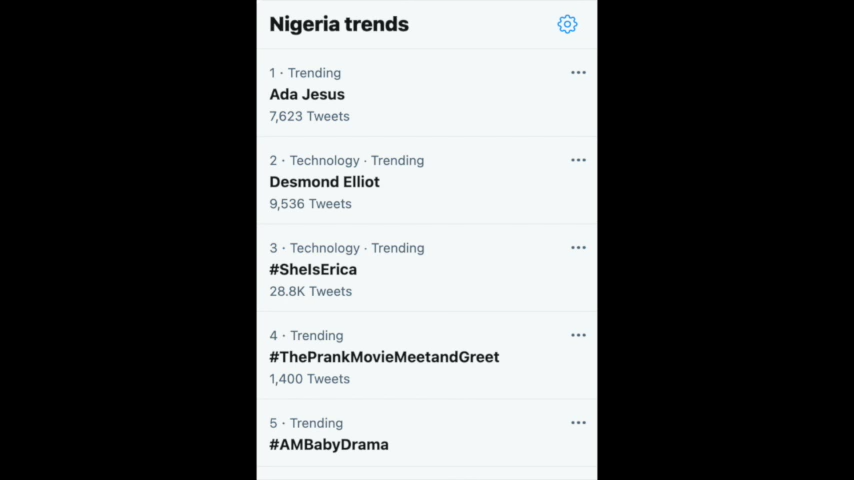 Nigeria trends
1 · Trending
Ada Jesus
7,623 Tweets
2 · Technology · Trending
Desmond Elliot
9,536 Tweets
3 · Technology · Trending
#SheIsErica
28.8K Tweets
4 · Trending
#ThePrankMovieMeetandGreet
1,400 Tweets
5 · Trending
#AMBabyDrama